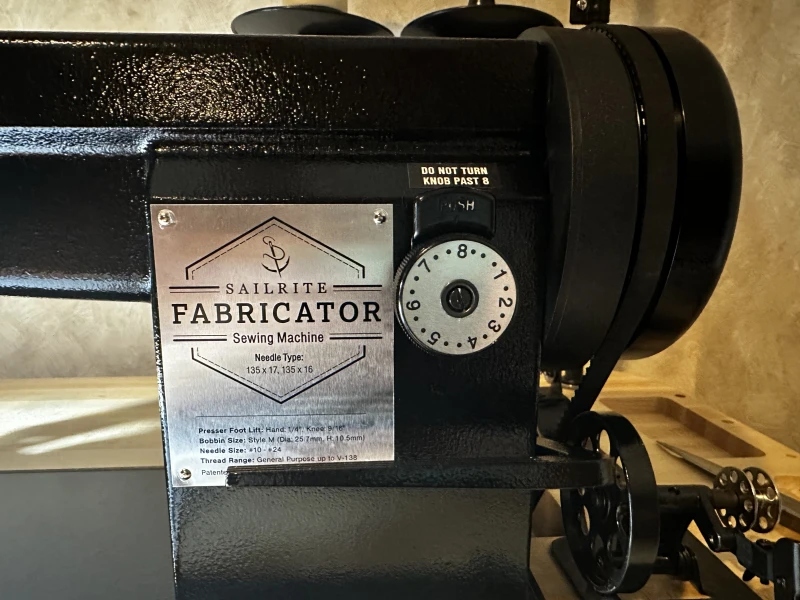 DO NOT TURN
KNOB PAST 8
PUSH
SAILRITE
FABRICATOR
Sewing Machine
Needle Type:
135 x 17, 135 x 16
Presser Foot Lift: Hand: 1/4", Knee: 9/16"
Bobbin Size: Style M (Dia: 25.7mm, H: 10.5mm)
Needle Size: #10 - #24
Thread Range: General Purpose up to V-138
8
1
2
3
4
5
6
7